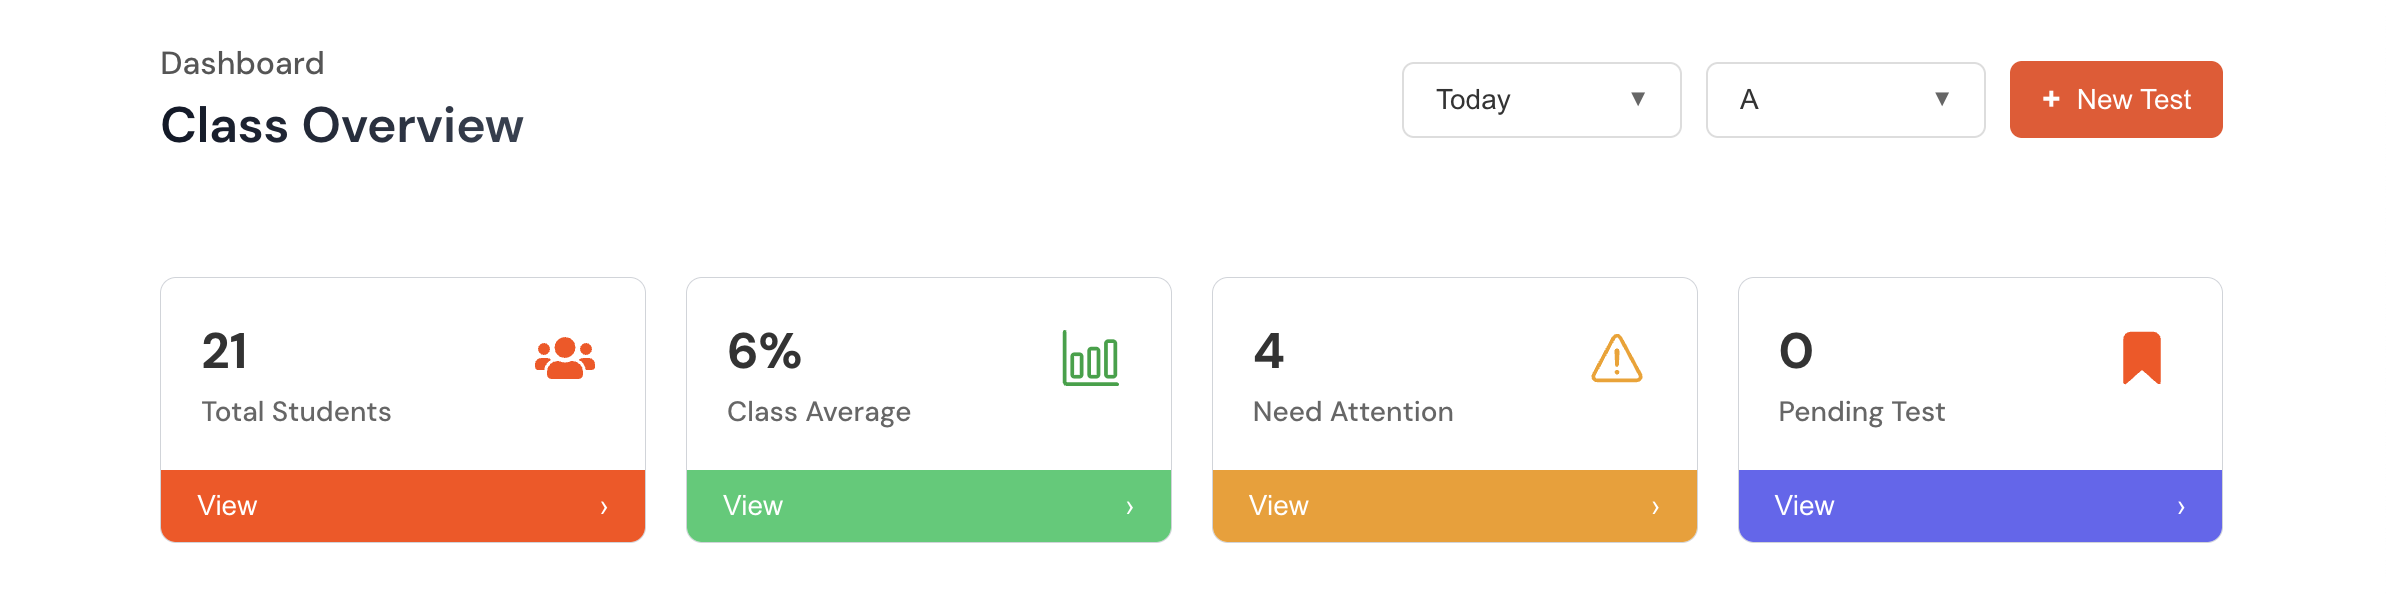 Dashboard
Class Overview
Today
A
+ New Test
21
Total Students
View
6%
Class Average
View
4
Need Attention
View
0
Pending Test
View